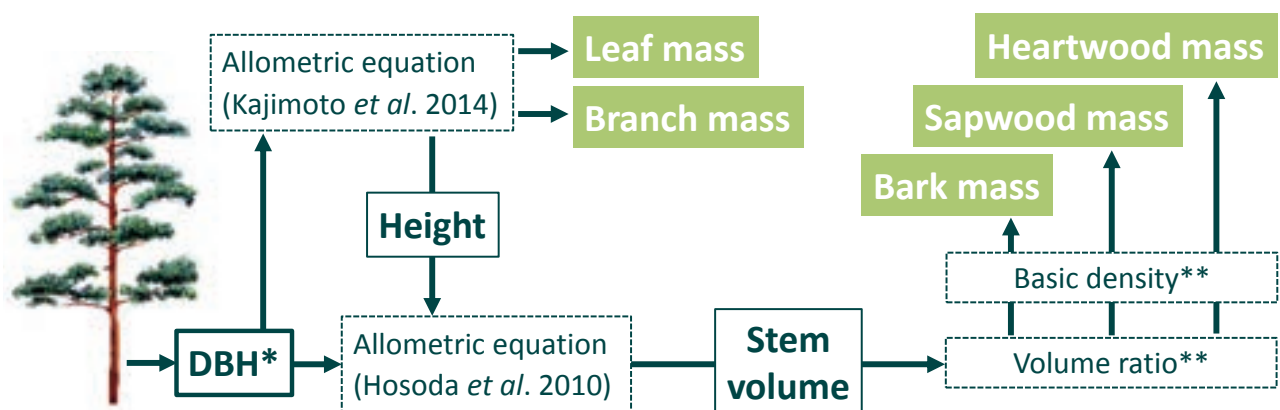 Allometric equation
(Kajimoto et al. 2014)
Leaf mass
Branch mass
Heartwood mass
Sapwood mass
Bark mass
Height
Basic density**
DBH*
Allometric equation
(Hosoda et al. 2010)
Stem
volume
Volume ratio**